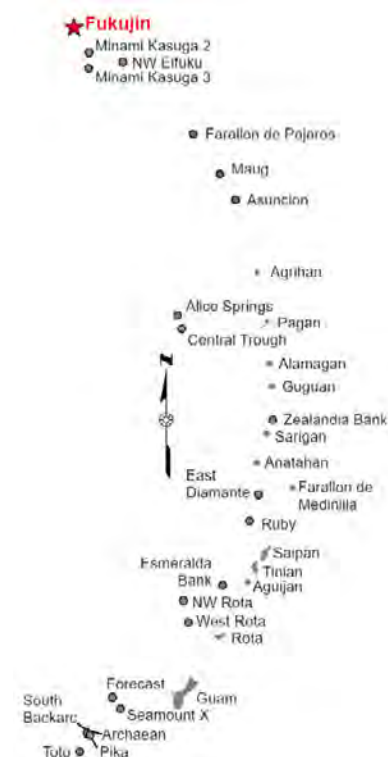 Fukujin
Minami Kasuga 2
NW Eifuku
Minami Kasuga 3
Farallon de Pajaros
Maug
Asuncion
Agrihan
Alice Springs
Pagan
Central Trough
Alamagan
N
Guguan
Zealandia Bank
Sarigan
Anatahan
East
Diamante
Farallon de
Medinilla
Ruby
Saipan
Esmeralda
Bank
Tinian
Aguijan
NW Rota
West Rota
Rota
Forecast
Guam
South
Backarc
Seamount X
Archaean
Toto
Pika